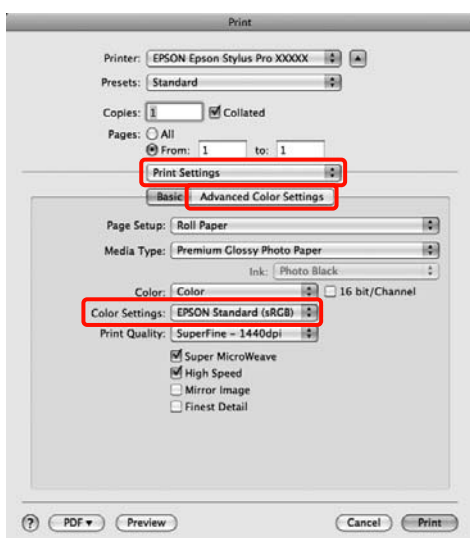 Print
Printer: EPSON Epson Stylus Pro XXXXX
Presets: Standard
Copies: 1 Collated
Pages: All
From: 1 to: 1
Print Settings
Basic Advanced Color Settings
Page Setup: Roll Paper
Media Type: Premium Glossy Photo Paper
Ink: Photo Black
Color: Color 16 bit/Channel
Color Settings: EPSON Standard (sRGB)
Print Quality: SuperFine - 1440dpi
Super MicroWeave
High Speed
Mirror Image
Finest Detail
? PDF Preview Cancel Print